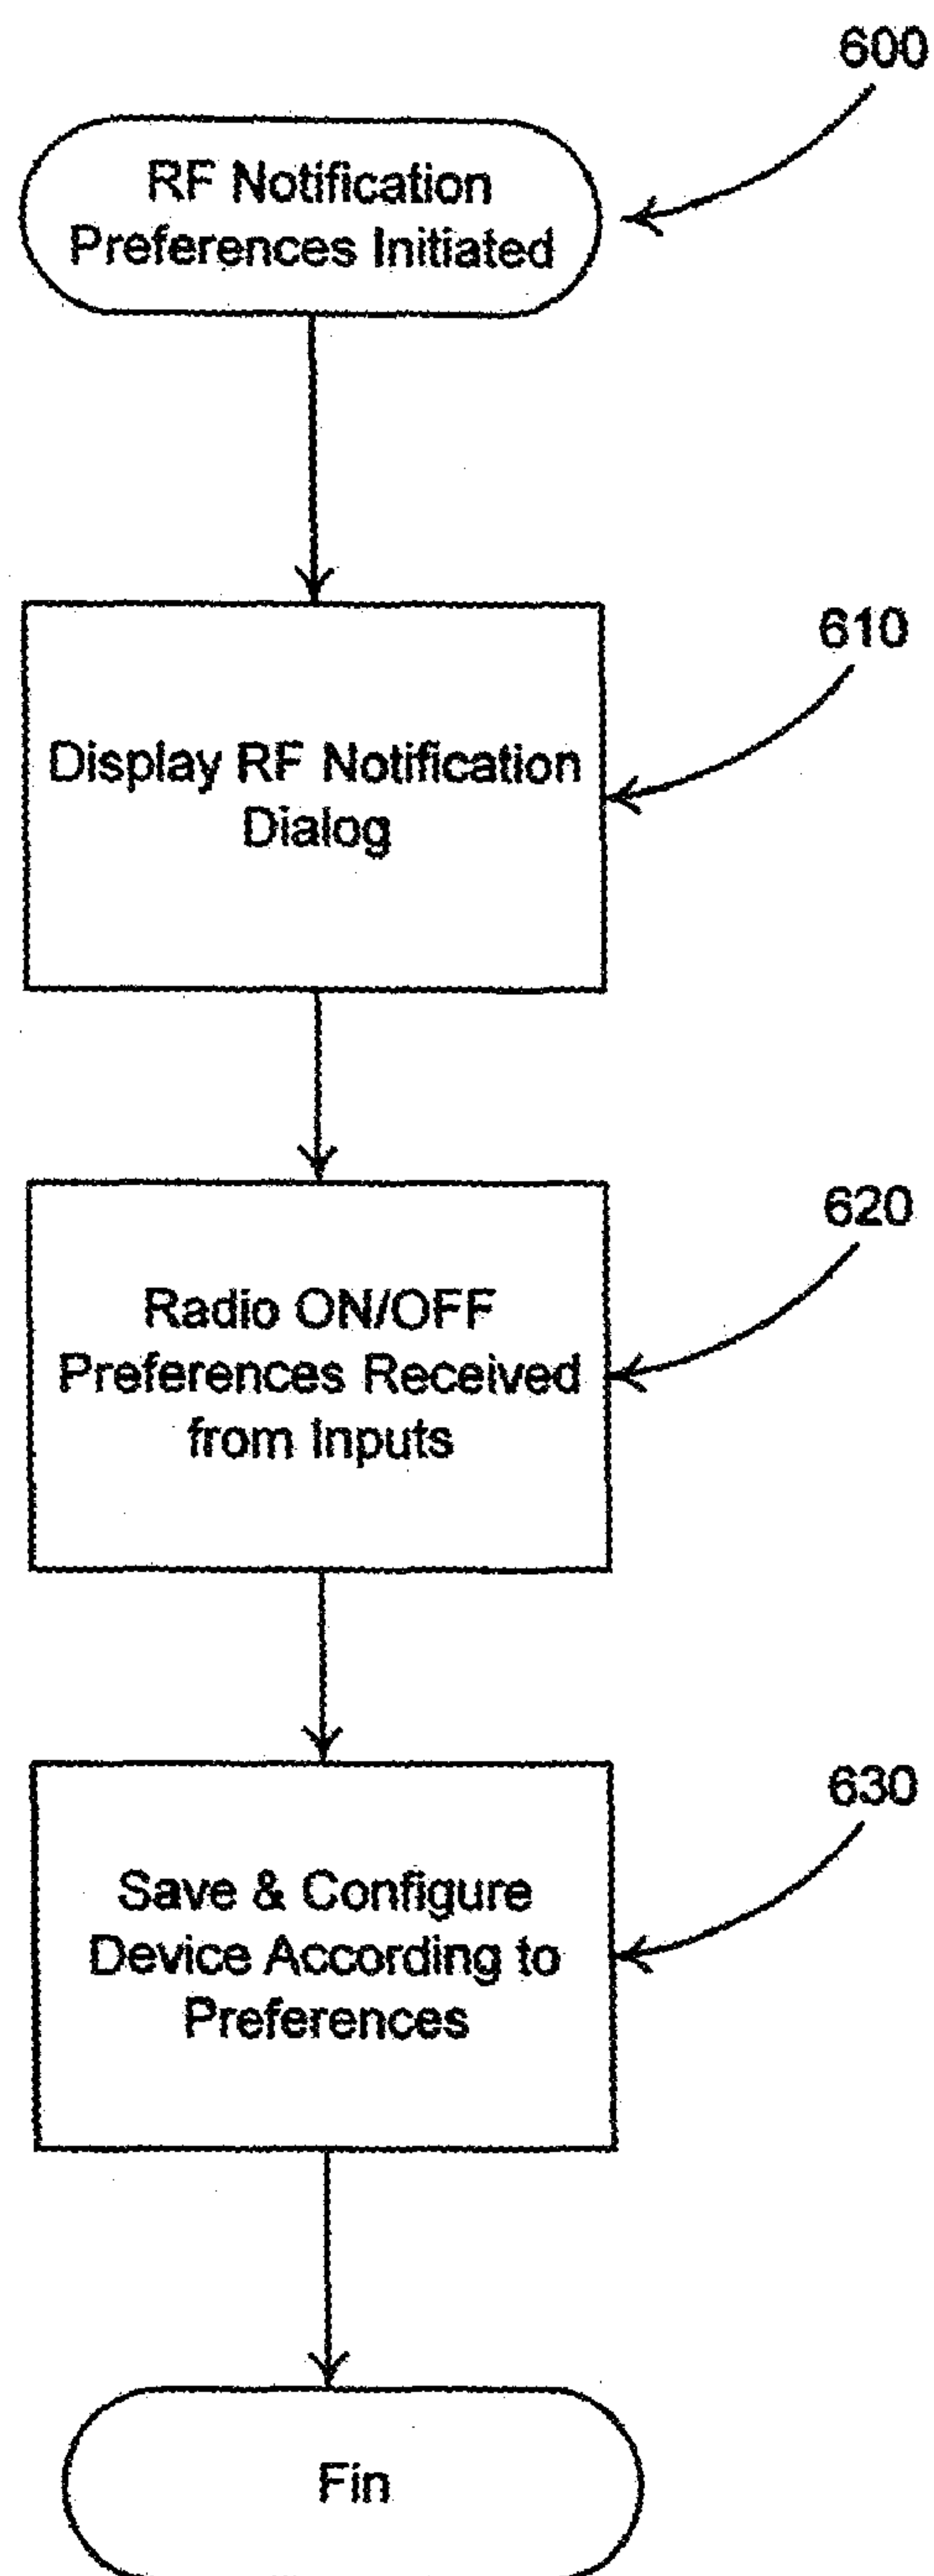 600
RF Notification
Preferences Initiated
610
Display RF Notification
Dialog
620
Radio ON/OFF
Preferences Received
from Inputs
630
Save & Configure
Device According to
Preferences
Fin